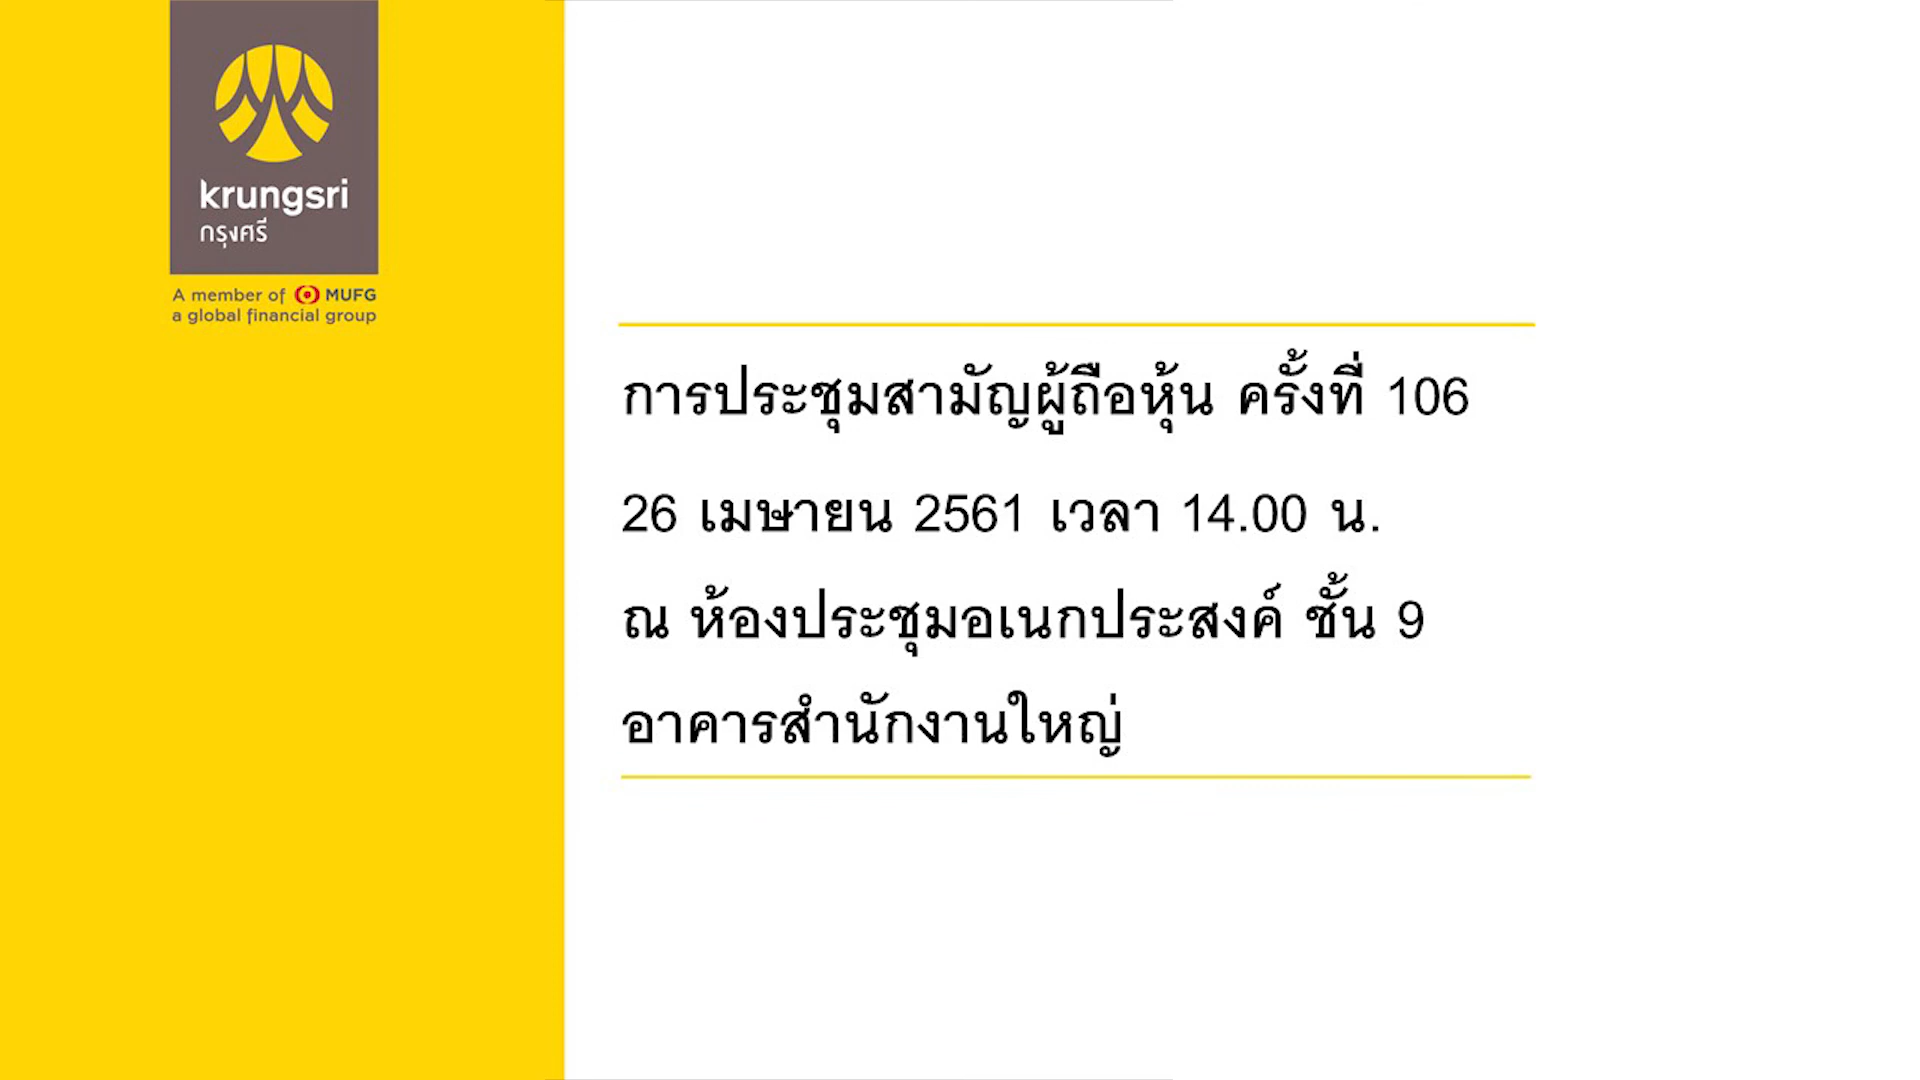 krungsri
กรุงศรี
A member of MUFG
a global financial group
การประชุมสามัญผู้ถือหุ้น ครั้งที่ 106
26 เมษายน 2561 เวลา 14.00 น.
ณ ห้องประชุมอเนกประสงค์ ชั้น 9
อาคารสำนักงานใหญ่